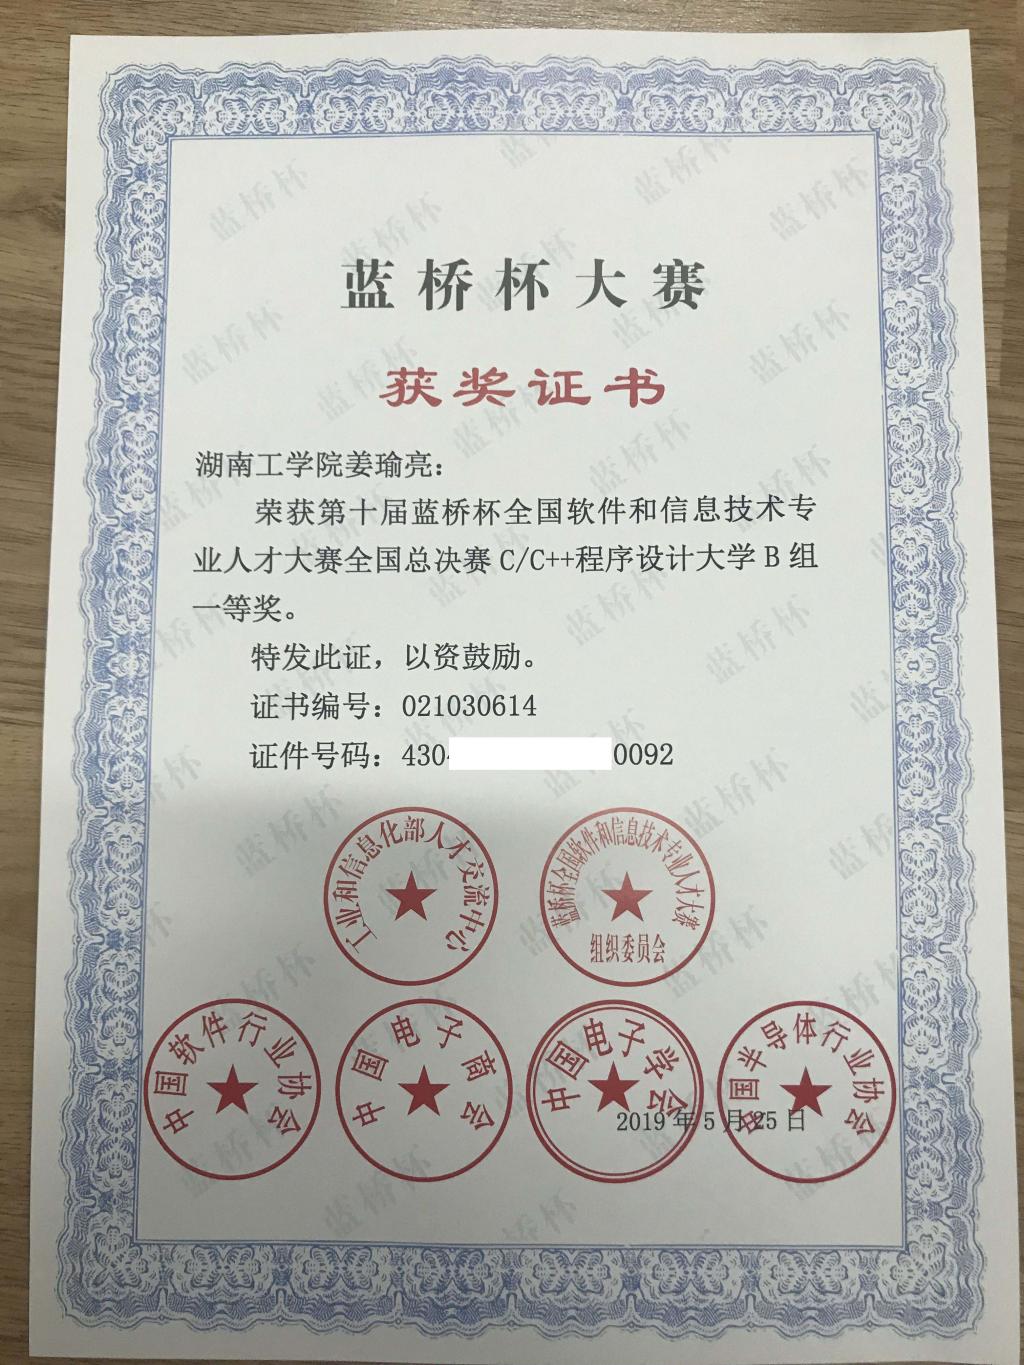 蓝桥杯大赛
获奖证书
湖南工学院姜瑜亮：
荣获第十届蓝桥杯全国软件和信息技术专
业人才大赛全国总决赛 C/C++程序设计大学 B 组
一等奖。
特发此证，以资鼓励。
证书编号：021030614
证件号码：430 0092
工业和信息化部人才交流中心
蓝桥杯全国软件和信息技术专业人才大赛
组织委员会
中国软件行业协会
中国电子商会
中国电子学会
中国半导体行业协会
2019 年 5 月 25 日